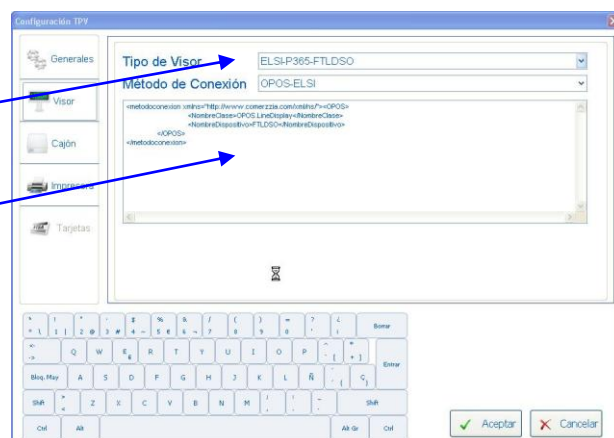 Configuración TPV
Generales
Visor
Cajón
Impresora
Tarjetas
Tipo de Visor
ELSI-P365-FTLDSO
Método de Conexión
OPOS-ELSI
<metodoconexion xmlns="http://www.comerzzia.com/xmlns/"><OPOS>
<NombreClase>OPOS.LineDisplay</NombreClase>
<NombreDispositivo>FTLDSO</NombreDispositivo>
</OPOS>
</metodoconexion>
Borrar
Q W E R T Y U I O P
Entrar
Bloq. May A S D F G H J K L Ñ
Shift Z X C V B N M Shift
Ctrl Alt Alt Gr Ctrl
Aceptar
Cancelar